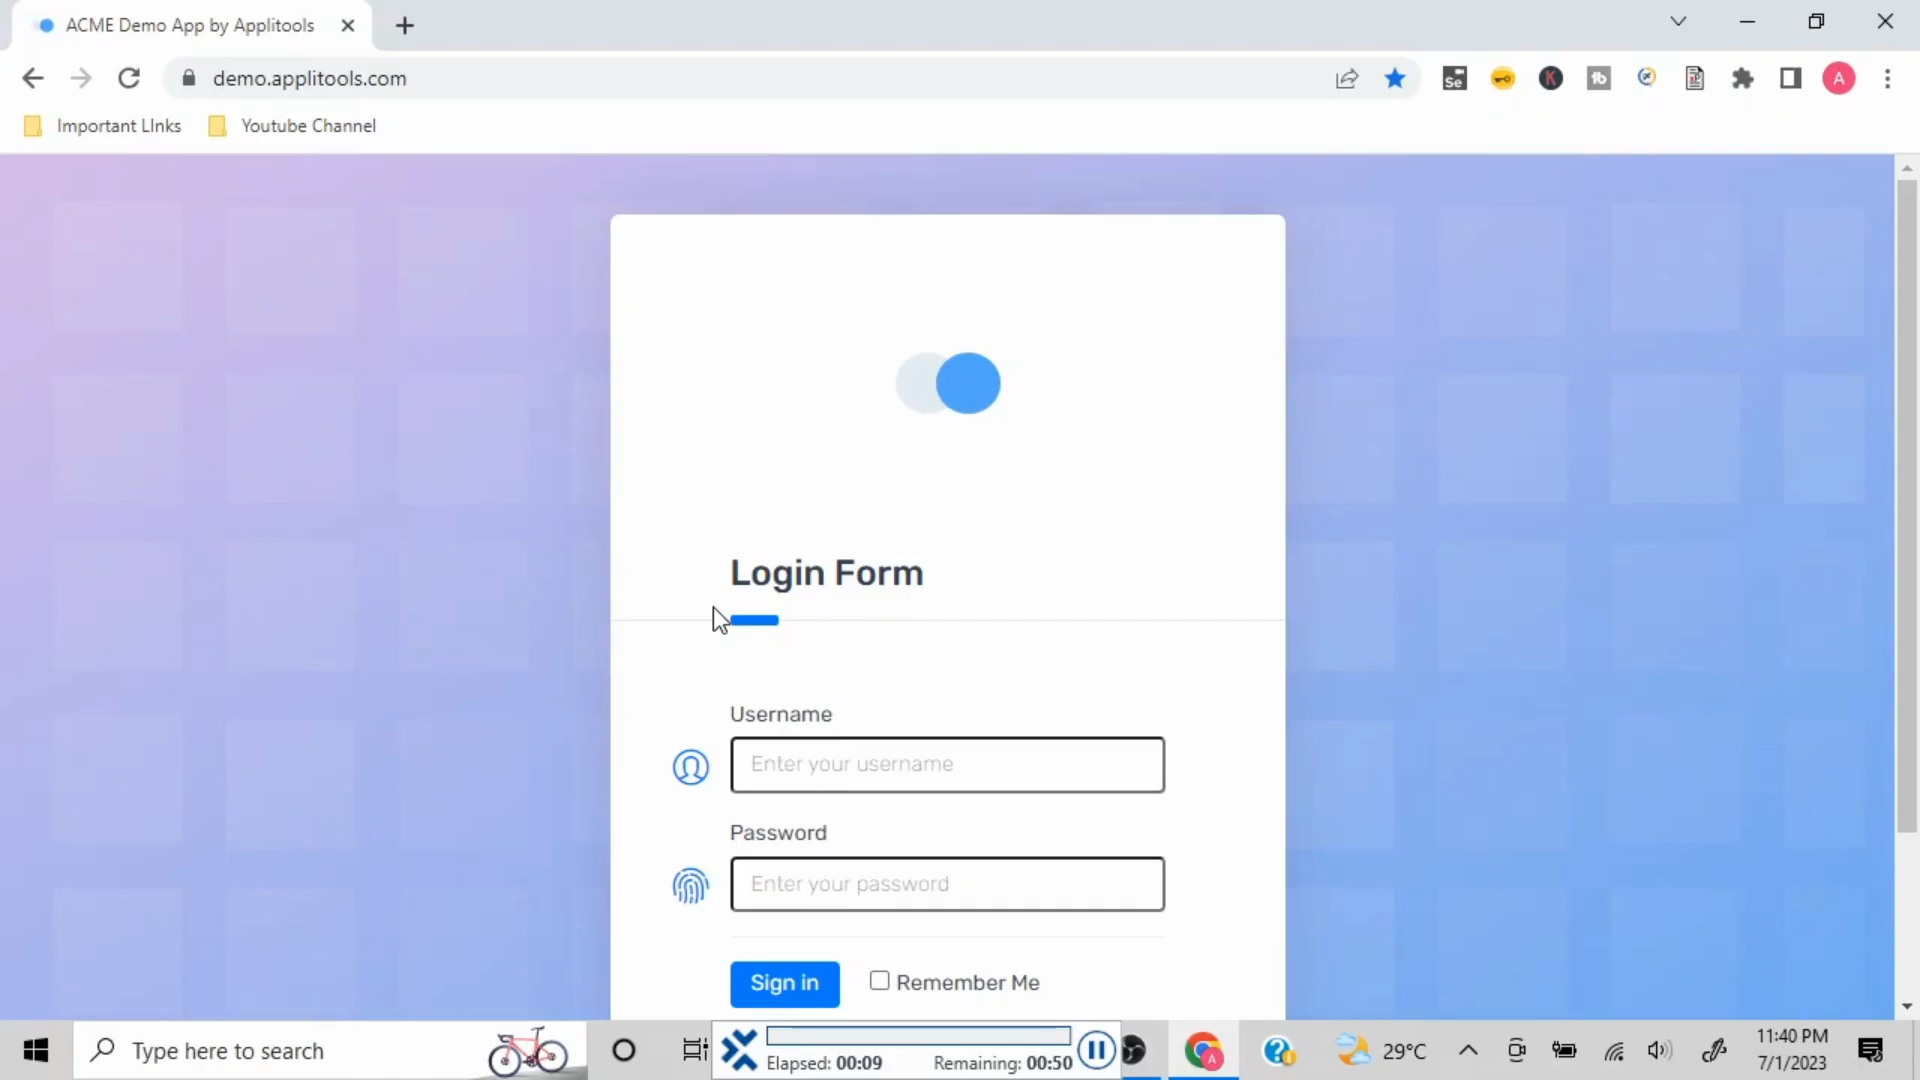 ACME Demo App by Applitools
demo.applitools.com
Se
K
tb
A
Important LInks
Youtube Channel
Login Form
Username
Enter your username
Password
Enter your password
Sign in
Remember Me
Type here to search
Elapsed: 00:09
Remaining: 00:50
A
29°C
11:40 PM
7/1/2023